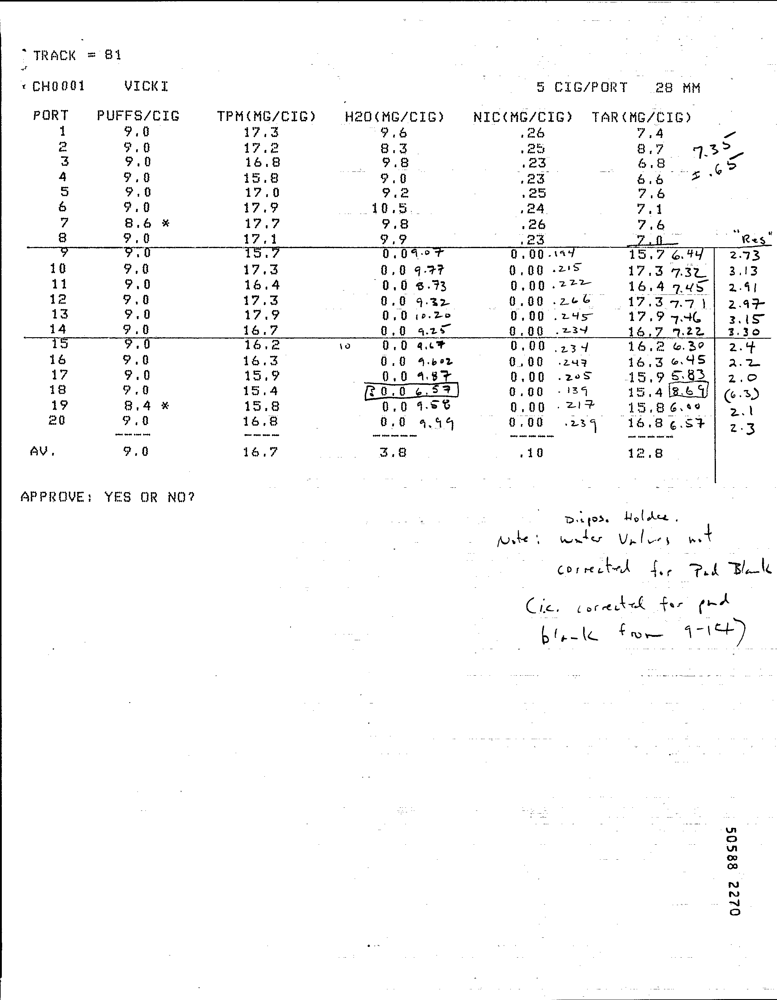 TRACK = 81
CH0001 VICKI 5 CIG/PORT 28 MM
PORT PUFFS/CIG TPM(MG/CIG) H2O(MG/CIG) NIC(MG/CIG) TAR(MG/CIG)
1 9.0 17.3 9.6 .26 7.4
2 9.0 17.2 8.3 .25 8.7 7.35
3 9.0 16.8 9.8 .23 6.8 ± .65
4 9.0 15.8 9.0 .23 6.6
5 9.0 17.0 9.2 .25 7.6
6 9.0 17.9 10.5 .24 7.1
7 8.6 * 17.7 9.8 .26 7.6
8 9.0 17.1 9.9 .23 7.0 "Res"
9 9.0 15.7 0.0 9.07 0.00 .194 15.7 6.44 2.73
10 9.0 17.3 0.0 9.77 0.00 .215 17.3 7.32 3.13
11 9.0 16.4 0.0 8.73 0.00 .222 16.4 7.45 2.91
12 9.0 17.3 0.0 9.32 0.00 .266 17.3 7.71 2.97
13 9.0 17.9 0.0 10.20 0.00 .245 17.9 7.46 3.15
14 9.0 16.7 0.0 9.25 0.00 .234 16.7 7.22 3.30
15 9.0 16.2 10 0.0 9.67 0.00 .234 16.2 6.30 2.4
16 9.0 16.3 0.0 9.602 0.00 .247 16.3 6.45 2.2
17 9.0 15.9 0.0 9.87 0.00 .205 15.9 5.83 2.0
18 9.0 15.4 0.0 6.57 0.00 .139 15.4 8.69 (6.3)
19 8.4 * 15.8 0.0 9.58 0.00 .217 15.8 6.00 2.1
20 9.0 16.8 0.0 9.99 0.00 .239 16.8 6.57 2.3
---- ---- ----- ----- -----
AV. 9.0 16.7 3.8 .10 12.8
APPROVE: YES OR NO?
Dispos. Holder.
Note: water Values not
corrected for Pad Blank
(i.e. corrected for pad
blank from 9-14)
50588 2270